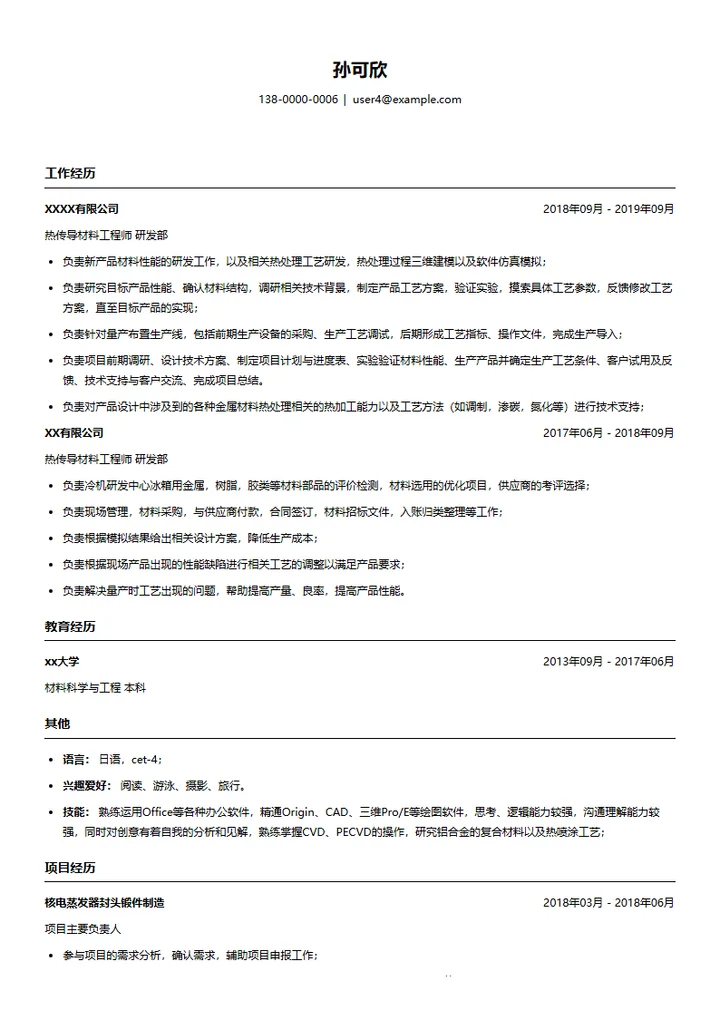 孙可欣
138-0000-0006 | user4@example.com
工作经历
XXXX有限公司 2018年09月 - 2019年09月
热传导材料工程师 研发部
• 负责新产品材料性能的研发工作，以及相关热处理工艺研发，热处理过程三维建模以及软件仿真模拟；
• 负责研究目标产品性能、确认材料结构，调研相关技术背景，制定产品工艺方案，验证实验，摸索具体工艺参数，反馈修改工艺
方案，直至目标产品的实现；
• 负责针对量产布置生产线，包括前期生产设备的采购、生产工艺调试，后期形成工艺指标、操作文件，完成生产导入；
• 负责项目前期调研、设计技术方案、制定项目计划与进度表、实验验证材料性能、生产产品并确定生产工艺条件、客户试用及反
馈、技术支持与客户交流、完成项目总结。
• 负责对产品设计中涉及到的各种金属材料热处理相关的热加工能力以及工艺方法（如调制，渗碳，氮化等）进行技术支持；
XX有限公司 2017年06月 - 2018年09月
热传导材料工程师 研发部
• 负责冷机研发中心冰箱用金属，树脂，胶类等材料部品的评价检测，材料选用的优化项目，供应商的考评选择；
• 负责现场管理，材料采购，与供应商付款，合同签订，材料招标文件，入账归类整理等工作；
• 负责根据模拟结果给出相关设计方案，降低生产成本；
• 负责根据现场产品出现的性能缺陷进行相关工艺的调整以满足产品要求；
• 负责解决量产时工艺出现的问题，帮助提高产量、良率，提高产品性能。
教育经历
xx大学 2013年09月 - 2017年06月
材料科学与工程 本科
其他
• 语言： 日语，cet-4；
• 兴趣爱好： 阅读、游泳、摄影、旅行。
• 技能： 熟练运用Office等各种办公软件，精通Origin、CAD、三维Pro/E等绘图软件，思考、逻辑能力较强，沟通理解能力较
强，同时对创意有着自我的分析和见解，熟练掌握CVD、PECVD的操作，研究铝合金的复合材料以及热喷涂工艺；
项目经历
核电蒸发器封头锻件制造 2018年03月 - 2018年06月
项目主要负责人
• 参与项目的需求分析，确认需求，辅助项目申报工作；